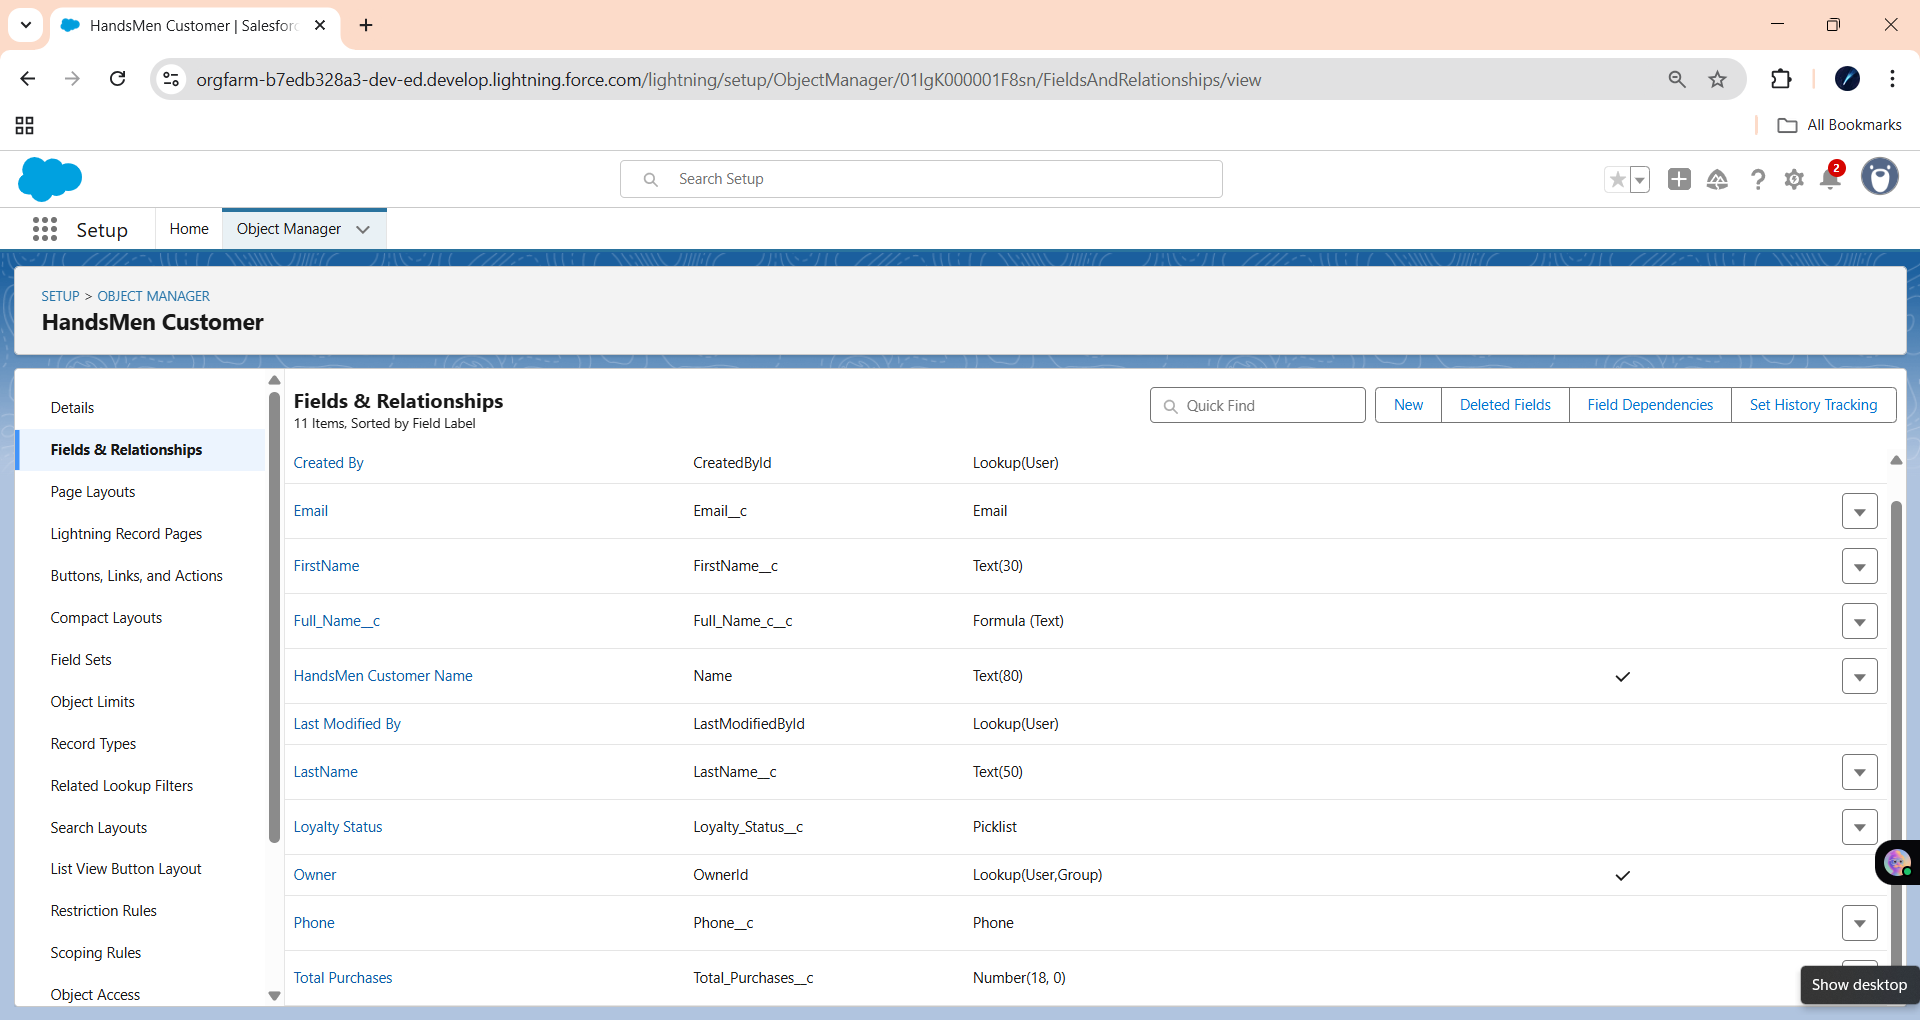 HandsMen Customer | Salesforc
orgfarm-b7edb328a3-dev-ed.develop.lightning.force.com/lightning/setup/ObjectManager/01IgK000001F8sn/FieldsAndRelationships/view
All Bookmarks
Search Setup
2
Setup
Home
Object Manager
SETUP > OBJECT MANAGER
HandsMen Customer
Details
Fields & Relationships
Page Layouts
Lightning Record Pages
Buttons, Links, and Actions
Compact Layouts
Field Sets
Object Limits
Record Types
Related Lookup Filters
Search Layouts
List View Button Layout
Restriction Rules
Scoping Rules
Object Access
Fields & Relationships
11 Items, Sorted by Field Label
Quick Find
New
Deleted Fields
Field Dependencies
Set History Tracking
Created By CreatedById Lookup(User)
Email Email__c Email
FirstName FirstName__c Text(30)
Full_Name__c Full_Name_c__c Formula (Text)
HandsMen Customer Name Name Text(80)
Last Modified By LastModifiedById Lookup(User)
LastName LastName__c Text(50)
Loyalty Status Loyalty_Status__c Picklist
Owner OwnerId Lookup(User,Group)
Phone Phone__c Phone
Total Purchases Total_Purchases__c Number(18, 0)
Show desktop